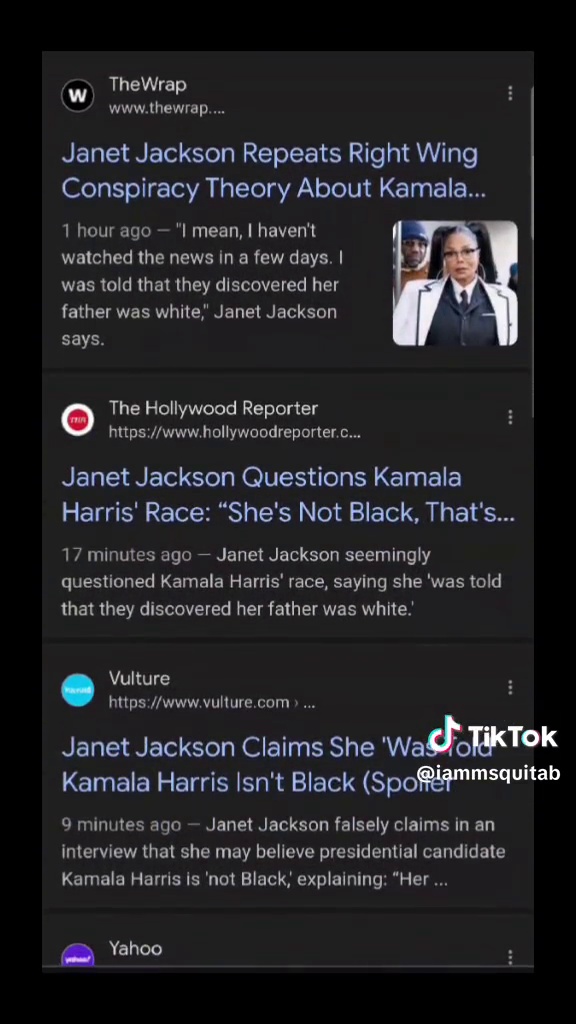 TheWrap
www.thewrap....
Janet Jackson Repeats Right Wing
Conspiracy Theory About Kamala...
1 hour ago — "I mean, I haven't
watched the news in a few days. I
was told that they discovered her
father was white," Janet Jackson
says.
The Hollywood Reporter
https://www.hollywoodreporter.c...
Janet Jackson Questions Kamala
Harris' Race: “She's Not Black, That's...
17 minutes ago — Janet Jackson seemingly
questioned Kamala Harris' race, saying she 'was told
that they discovered her father was white.'
Vulture
https://www.vulture.com › ...
Janet Jackson Claims She 'Was Told
Kamala Harris Isn't Black (Spoiler
9 minutes ago — Janet Jackson falsely claims in an
interview that she may believe presidential candidate
Kamala Harris is 'not Black,' explaining: “Her ...
TikTok
@iammsquitab
Yahoo
yahoo!